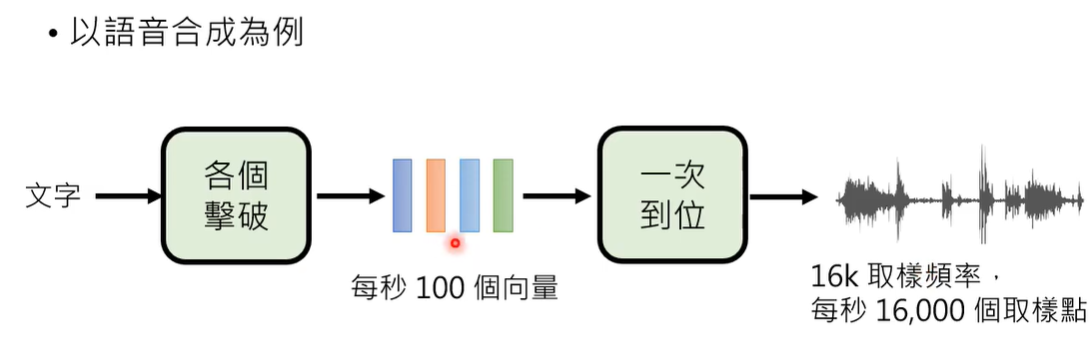 • 以語音合成為例
文字
各個
擊破
每秒 100 個向量
一次
到位
16k 取樣頻率，
每秒 16,000 個取樣點